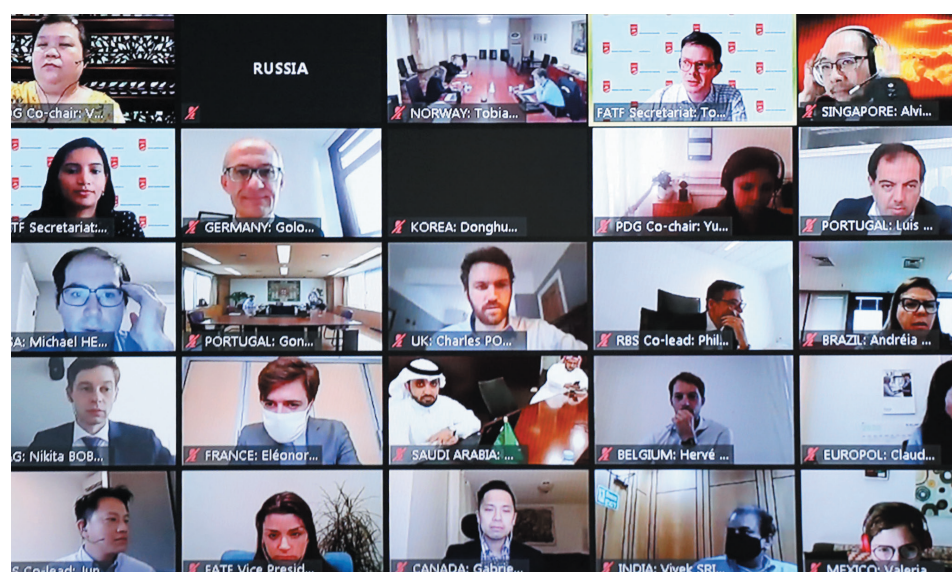 G Co-chair: V...
RUSSIA
NORWAY: Tobia...
FATF Secretariat: To...
SINGAPORE: Alvi...
TF Secretariat:...
GERMANY: Golo...
KOREA: Donghu...
PDG Co-chair: Yu...
PORTUGAL: Luis ...
SA: Michael HE...
PORTUGAL: Gon...
UK: Charles PO...
RBS Co-lead: Phil...
BRAZIL: Andréia ...
G: Nikita BOB...
FRANCE: Eléonor...
SAUDI ARABIA: ...
BELGIUM: Hervé ...
EUROPOL: Claud...
S Co-lead: Jun...
FATF Vice Presid...
CANADA: Gabrie...
INDIA: Vivek SRI...
MEXICO: Valeria...